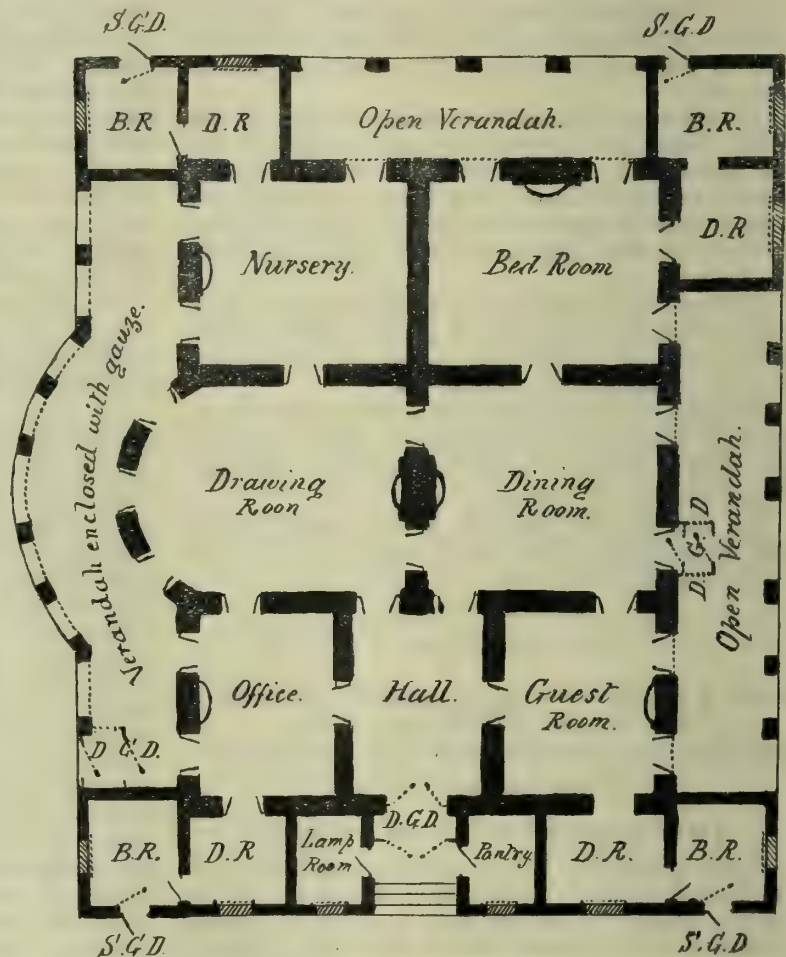 S.G.D.
S.G.D
B.R
D.R
Open Verandah.
B.R.
D.R
Nursery.
Bed Room
Verandah enclosed with gauze.
Drawing
Room
Dining
Room.
D
G.
D.
Open Verandah.
Office.
Hall.
Guest
Room.
D G D.
D.G.D
B.R.
D.R
Lamp
Room
Pantry.
D.R.
B.R.
S.G.D.
S.G.D